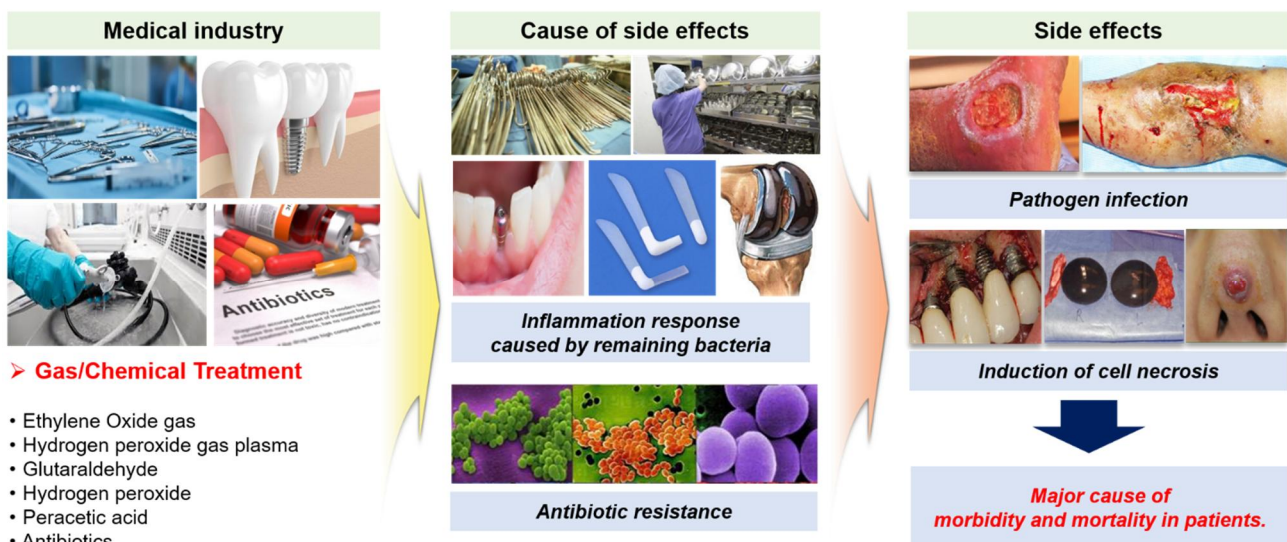 Medical industry
Antibiotics
➢ Gas/Chemical Treatment
• Ethylene Oxide gas
• Hydrogen peroxide gas plasma
• Glutaraldehyde
• Hydrogen peroxide
• Peracetic acid
• Antibiotics
Cause of side effects
Inflammation response
caused by remaining bacteria
Antibiotic resistance
Side effects
Pathogen infection
Induction of cell necrosis
Major cause of
morbidity and mortality in patients.